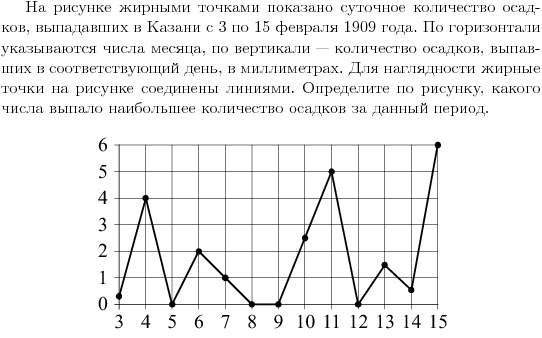 На рисунке жирными точками показано суточное количество осад-
ков, выпадавших в Казани с 3 по 15 февраля 1909 года. По горизонтали
указываются числа месяца, по вертикали — количество осадков, выпав-
ших в соответствующий день, в миллиметрах. Для наглядности жирные
точки на рисунке соединены линиями. Определите по рисунку, какого
числа выпало наибольшее количество осадков за данный период.
6
5
4
3
2
1
0
3 4 5 6 7 8 9 10 11 12 13 14 15